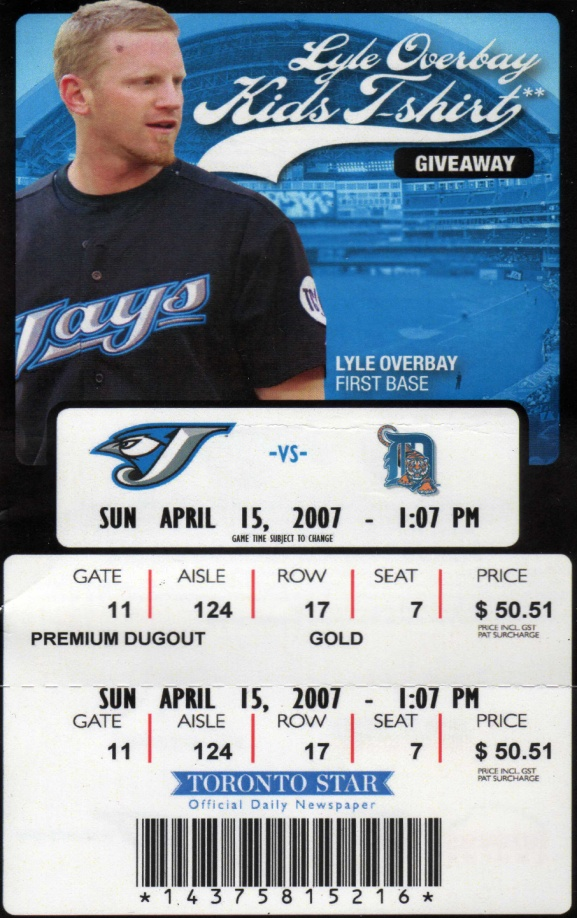 Lyle Overbay
Kids T-shirt**
GIVEAWAY
Jays
LYLE OVERBAY
FIRST BASE
-VS-
SUN APRIL 15, 2007 - 1:07 PM
GAME TIME SUBJECT TO CHANGE
GATE AISLE ROW SEAT PRICE
11 124 17 7 $ 50.51
PRICE INCL. GST
PAT SURCHARGE
PREMIUM DUGOUT GOLD
SUN APRIL 15, 2007 - 1:07 PM
GATE AISLE ROW SEAT PRICE
11 124 17 7 $ 50.51
PRICE INCL. GST
PAT SURCHARGE
TORONTO STAR
Official Daily Newspaper
*14375815216*